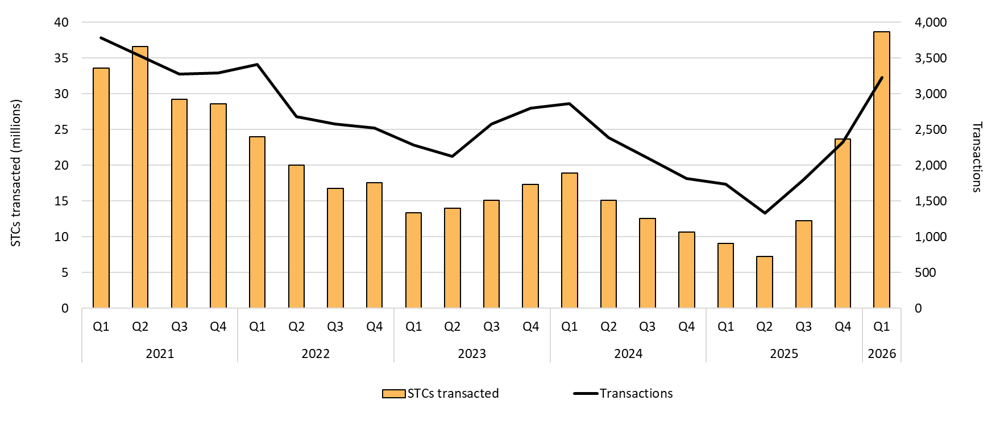 40 4,000
35 3,500
30 3,000
25 2,500
20 2,000
15 1,500
10 1,000
5 500
0 0
STCs transacted (millions)
Transactions
Q1 Q2 Q3 Q4 Q1 Q2 Q3 Q4 Q1 Q2 Q3 Q4 Q1 Q2 Q3 Q4 Q1 Q2 Q3 Q4 Q1
2021 2022 2023 2024 2025 2026
STCs transacted Transactions